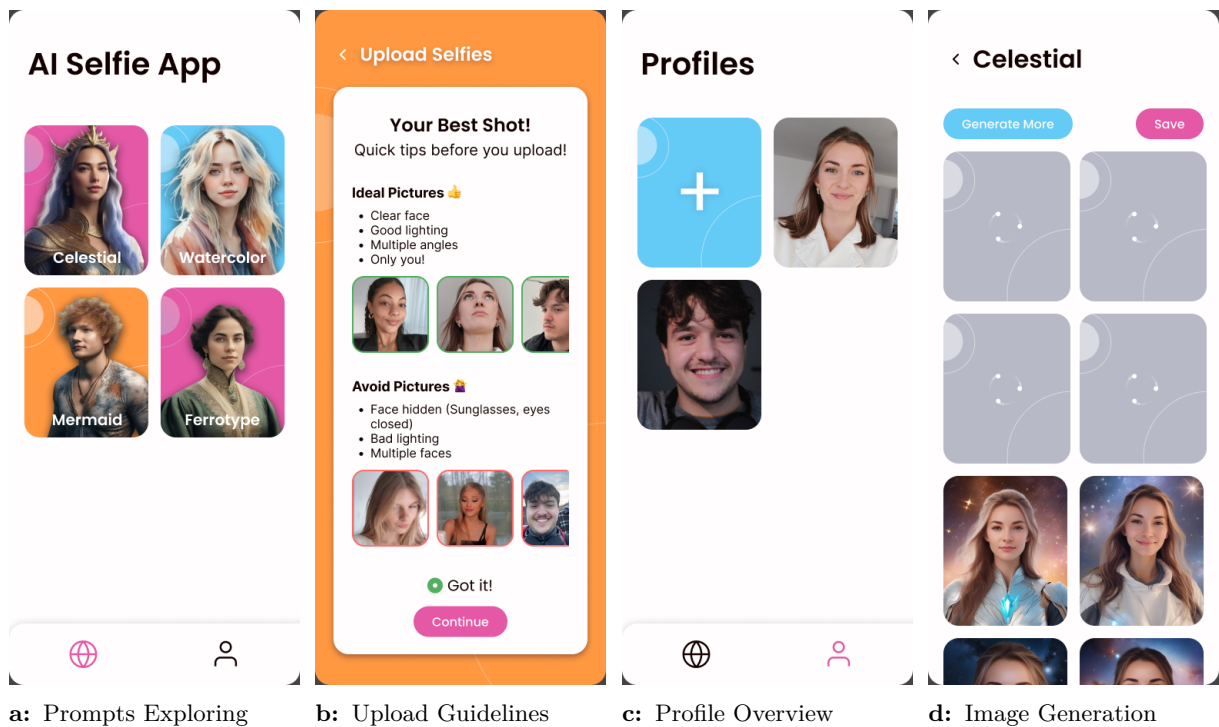 AI Selfie App
Celestial
Watercolor
Mermaid
Ferrotype
Upload Selfies
Your Best Shot!
Quick tips before you upload!
Ideal Pictures 👍
• Clear face
• Good lighting
• Multiple angles
• Only you!
Avoid Pictures 🤷‍♀️
• Face hidden (Sunglasses, eyes
closed)
• Bad lighting
• Multiple faces
Got it!
Continue
Profiles
Celestial
Generate More
Save
a: Prompts Exploring
b: Upload Guidelines
c: Profile Overview
d: Image Generation